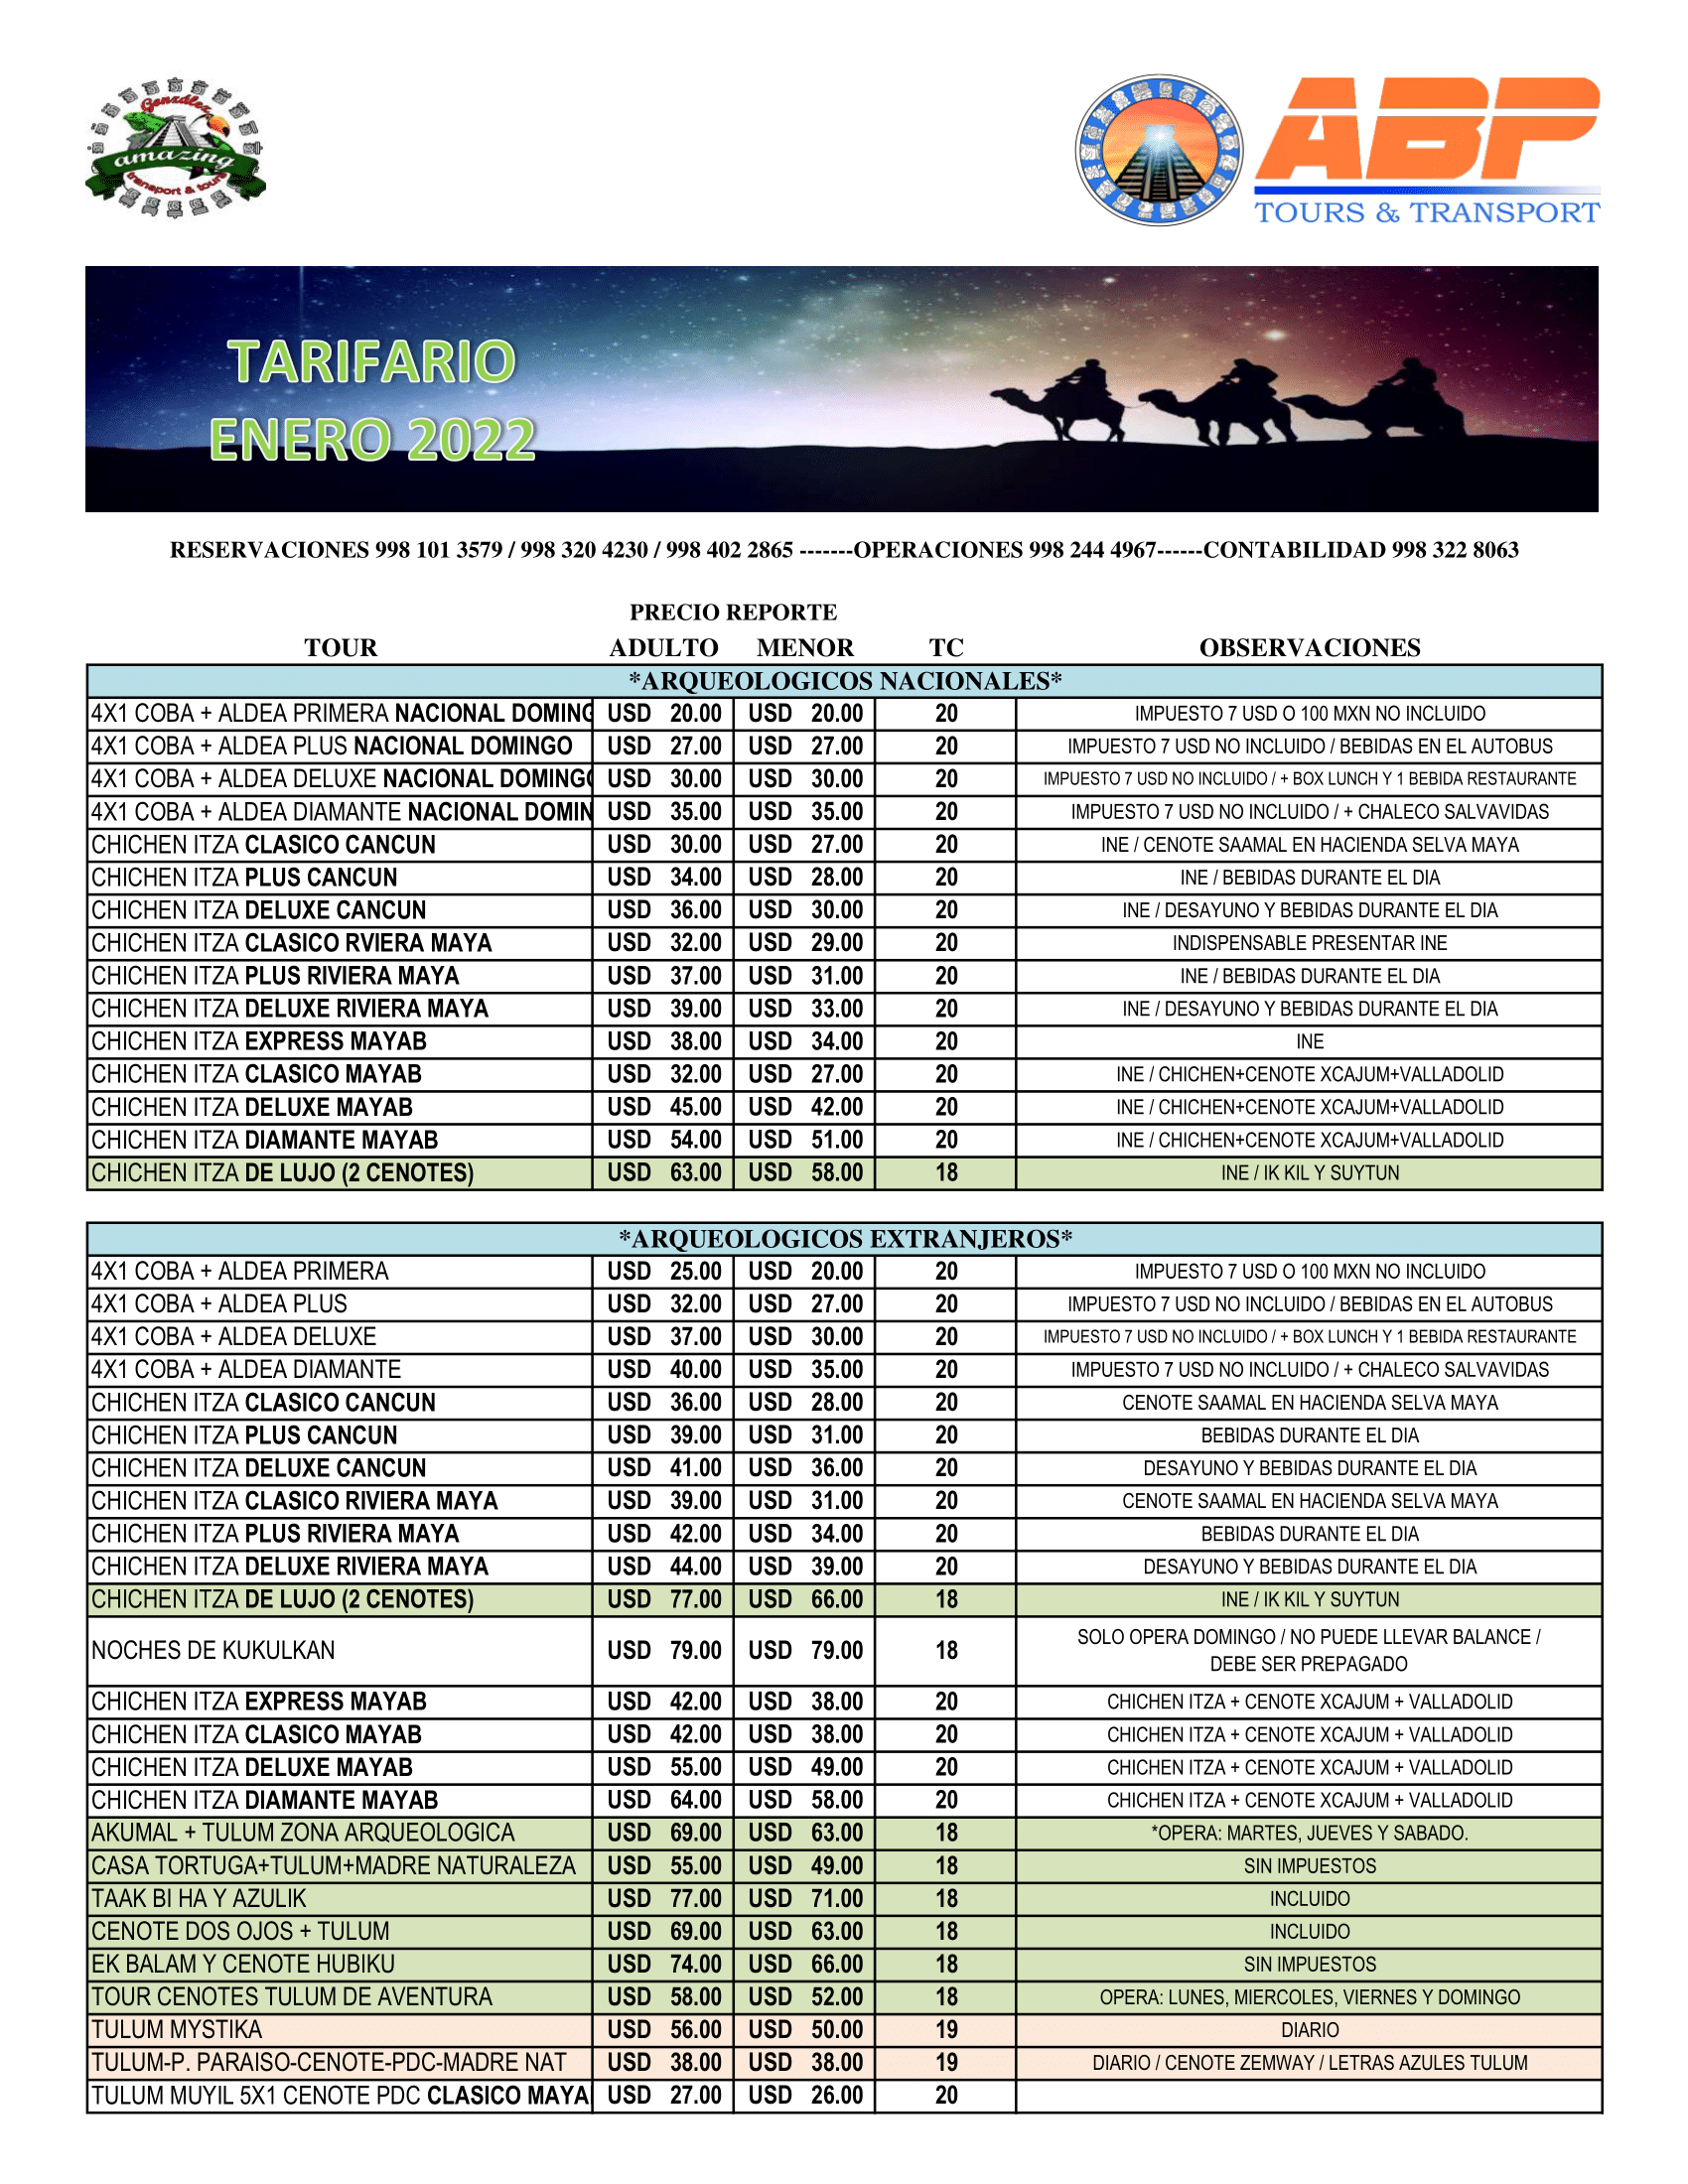 González
amazing
transport & tours
ABP
TOURS & TRANSPORT
TARIFARIO
ENERO 2022
RESERVACIONES 998 101 3579 / 998 320 4230 / 998 402 2865 -------OPERACIONES 998 244 4967------CONTABILIDAD 998 322 8063
PRECIO REPORTE
TOUR ADULTO MENOR TC OBSERVACIONES
*ARQUEOLOGICOS NACIONALES*
4X1 COBA + ALDEA PRIMERA NACIONAL DOMING USD 20.00 USD 20.00 20 IMPUESTO 7 USD O 100 MXN NO INCLUIDO
4X1 COBA + ALDEA PLUS NACIONAL DOMINGO USD 27.00 USD 27.00 20 IMPUESTO 7 USD NO INCLUIDO / BEBIDAS EN EL AUTOBUS
4X1 COBA + ALDEA DELUXE NACIONAL DOMINGO USD 30.00 USD 30.00 20 IMPUESTO 7 USD NO INCLUIDO / + BOX LUNCH Y 1 BEBIDA RESTAURANTE
4X1 COBA + ALDEA DIAMANTE NACIONAL DOMIN USD 35.00 USD 35.00 20 IMPUESTO 7 USD NO INCLUIDO / + CHALECO SALVAVIDAS
CHICHEN ITZA CLASICO CANCUN USD 30.00 USD 27.00 20 INE / CENOTE SAAMAL EN HACIENDA SELVA MAYA
CHICHEN ITZA PLUS CANCUN USD 34.00 USD 28.00 20 INE / BEBIDAS DURANTE EL DIA
CHICHEN ITZA DELUXE CANCUN USD 36.00 USD 30.00 20 INE / DESAYUNO Y BEBIDAS DURANTE EL DIA
CHICHEN ITZA CLASICO RVIERA MAYA USD 32.00 USD 29.00 20 INDISPENSABLE PRESENTAR INE
CHICHEN ITZA PLUS RIVIERA MAYA USD 37.00 USD 31.00 20 INE / BEBIDAS DURANTE EL DIA
CHICHEN ITZA DELUXE RIVIERA MAYA USD 39.00 USD 33.00 20 INE / DESAYUNO Y BEBIDAS DURANTE EL DIA
CHICHEN ITZA EXPRESS MAYAB USD 38.00 USD 34.00 20 INE
CHICHEN ITZA CLASICO MAYAB USD 32.00 USD 27.00 20 INE / CHICHEN+CENOTE XCAJUM+VALLADOLID
CHICHEN ITZA DELUXE MAYAB USD 45.00 USD 42.00 20 INE / CHICHEN+CENOTE XCAJUM+VALLADOLID
CHICHEN ITZA DIAMANTE MAYAB USD 54.00 USD 51.00 20 INE / CHICHEN+CENOTE XCAJUM+VALLADOLID
CHICHEN ITZA DE LUJO (2 CENOTES) USD 63.00 USD 58.00 18 INE / IK KIL Y SUYTUN
*ARQUEOLOGICOS EXTRANJEROS*
4X1 COBA + ALDEA PRIMERA USD 25.00 USD 20.00 20 IMPUESTO 7 USD O 100 MXN NO INCLUIDO
4X1 COBA + ALDEA PLUS USD 32.00 USD 27.00 20 IMPUESTO 7 USD NO INCLUIDO / BEBIDAS EN EL AUTOBUS
4X1 COBA + ALDEA DELUXE USD 37.00 USD 30.00 20 IMPUESTO 7 USD NO INCLUIDO / + BOX LUNCH Y 1 BEBIDA RESTAURANTE
4X1 COBA + ALDEA DIAMANTE USD 40.00 USD 35.00 20 IMPUESTO 7 USD NO INCLUIDO / + CHALECO SALVAVIDAS
CHICHEN ITZA CLASICO CANCUN USD 36.00 USD 28.00 20 CENOTE SAAMAL EN HACIENDA SELVA MAYA
CHICHEN ITZA PLUS CANCUN USD 39.00 USD 31.00 20 BEBIDAS DURANTE EL DIA
CHICHEN ITZA DELUXE CANCUN USD 41.00 USD 36.00 20 DESAYUNO Y BEBIDAS DURANTE EL DIA
CHICHEN ITZA CLASICO RIVIERA MAYA USD 39.00 USD 31.00 20 CENOTE SAAMAL EN HACIENDA SELVA MAYA
CHICHEN ITZA PLUS RIVIERA MAYA USD 42.00 USD 34.00 20 BEBIDAS DURANTE EL DIA
CHICHEN ITZA DELUXE RIVIERA MAYA USD 44.00 USD 39.00 20 DESAYUNO Y BEBIDAS DURANTE EL DIA
CHICHEN ITZA DE LUJO (2 CENOTES) USD 77.00 USD 66.00 18 INE / IK KIL Y SUYTUN
NOCHES DE KUKULKAN USD 79.00 USD 79.00 18 SOLO OPERA DOMINGO / NO PUEDE LLEVAR BALANCE /
DEBE SER PREPAGADO
CHICHEN ITZA EXPRESS MAYAB USD 42.00 USD 38.00 20 CHICHEN ITZA + CENOTE XCAJUM + VALLADOLID
CHICHEN ITZA CLASICO MAYAB USD 42.00 USD 38.00 20 CHICHEN ITZA + CENOTE XCAJUM + VALLADOLID
CHICHEN ITZA DELUXE MAYAB USD 55.00 USD 49.00 20 CHICHEN ITZA + CENOTE XCAJUM + VALLADOLID
CHICHEN ITZA DIAMANTE MAYAB USD 64.00 USD 58.00 20 CHICHEN ITZA + CENOTE XCAJUM + VALLADOLID
AKUMAL + TULUM ZONA ARQUEOLOGICA USD 69.00 USD 63.00 18 *OPERA: MARTES, JUEVES Y SABADO.
CASA TORTUGA+TULUM+MADRE NATURALEZA USD 55.00 USD 49.00 18 SIN IMPUESTOS
TAAK BI HA Y AZULIK USD 77.00 USD 71.00 18 INCLUIDO
CENOTE DOS OJOS + TULUM USD 69.00 USD 63.00 18 INCLUIDO
EK BALAM Y CENOTE HUBIKU USD 74.00 USD 66.00 18 SIN IMPUESTOS
TOUR CENOTES TULUM DE AVENTURA USD 58.00 USD 52.00 18 OPERA: LUNES, MIERCOLES, VIERNES Y DOMINGO
TULUM MYSTIKA USD 56.00 USD 50.00 19 DIARIO
TULUM-P. PARAISO-CENOTE-PDC-MADRE NAT USD 38.00 USD 38.00 19 DIARIO / CENOTE ZEMWAY / LETRAS AZULES TULUM
TULUM MUYIL 5X1 CENOTE PDC CLASICO MAYA USD 27.00 USD 26.00 20